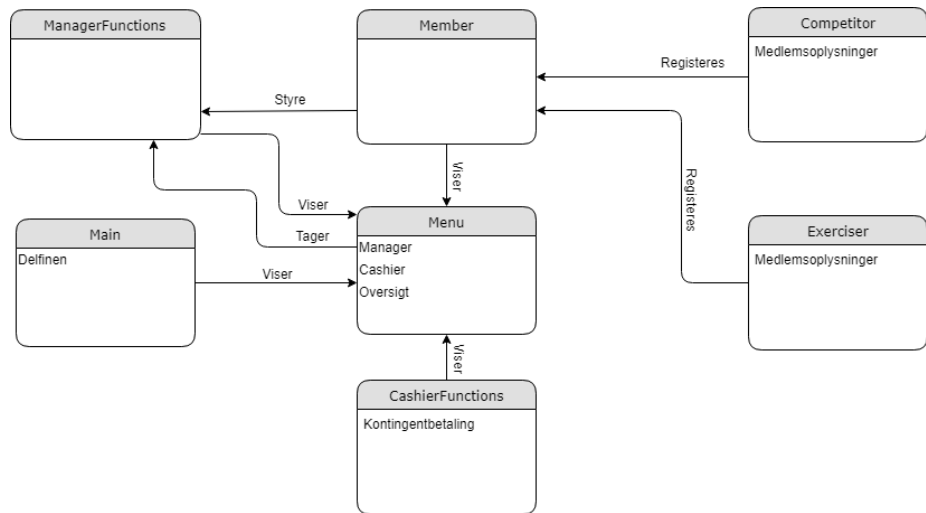 ManagerFunctions
Member
Competitor
Medlemsoplysninger
Registeres
Styre
Viser
Registeres
Viser
Tager
Main
Delfinen
Viser
Menu
Manager
Cashier
Oversigt
Exerciser
Medlemsoplysninger
Viser
CashierFunctions
Kontingentbetaling